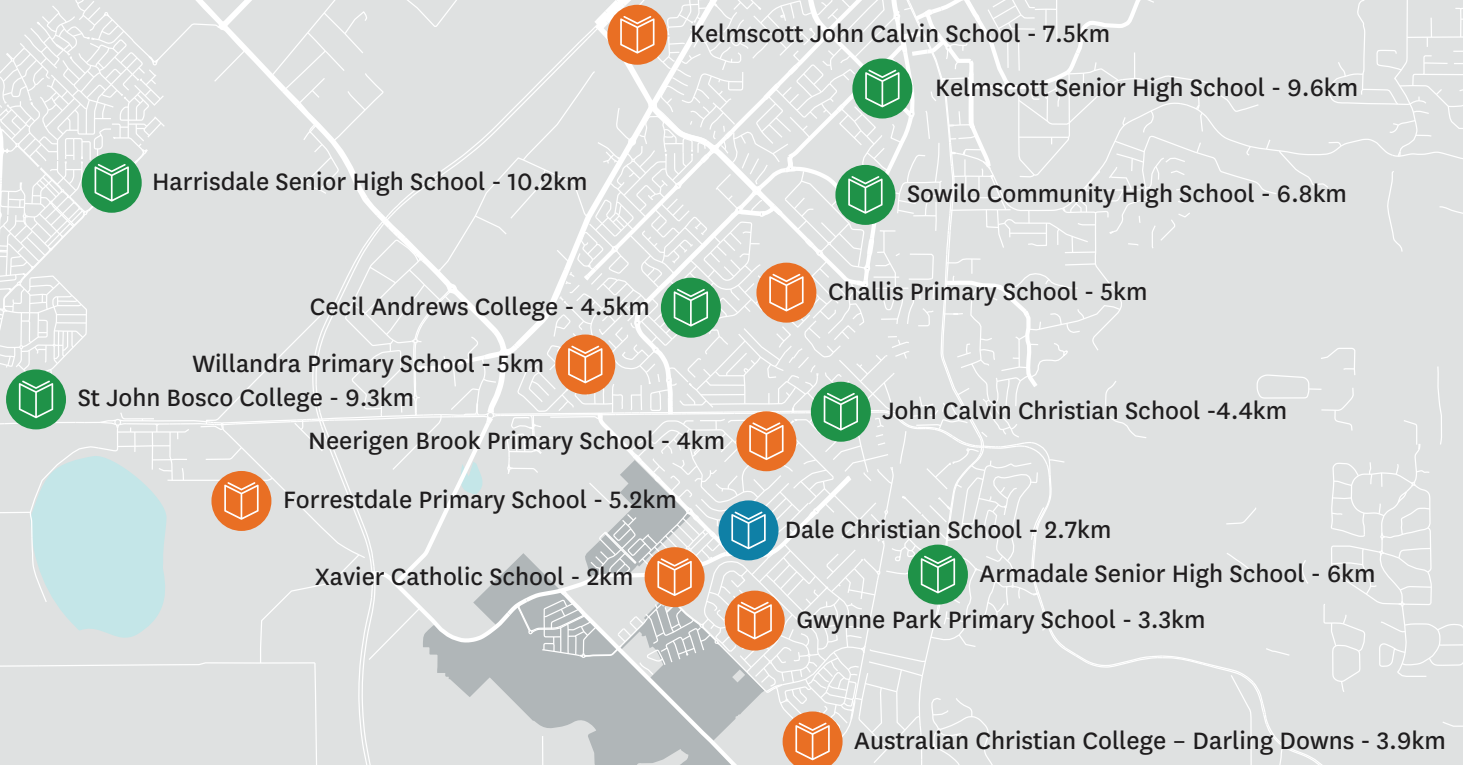 Kelmscott John Calvin School - 7.5km
Kelmscott Senior High School - 9.6km
Harrisdale Senior High School - 10.2km
Sowilo Community High School - 6.8km
Challis Primary School - 5km
Cecil Andrews College - 4.5km
Willandra Primary School - 5km
St John Bosco College - 9.3km
John Calvin Christian School -4.4km
Neerigen Brook Primary School - 4km
Forrestdale Primary School - 5.2km
Dale Christian School - 2.7km
Xavier Catholic School - 2km
Armadale Senior High School - 6km
Gwynne Park Primary School - 3.3km
Australian Christian College – Darling Downs - 3.9km